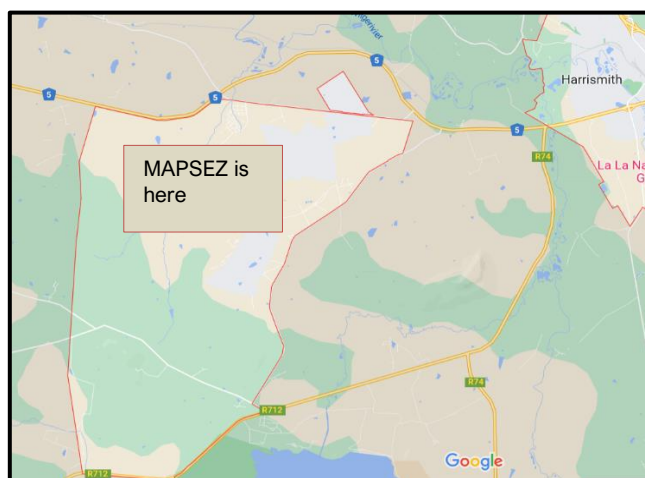 5
Harrismith
5
5
5
R74
La La Na
G
MAPSEZ is
here
R74
R712
R712
Google